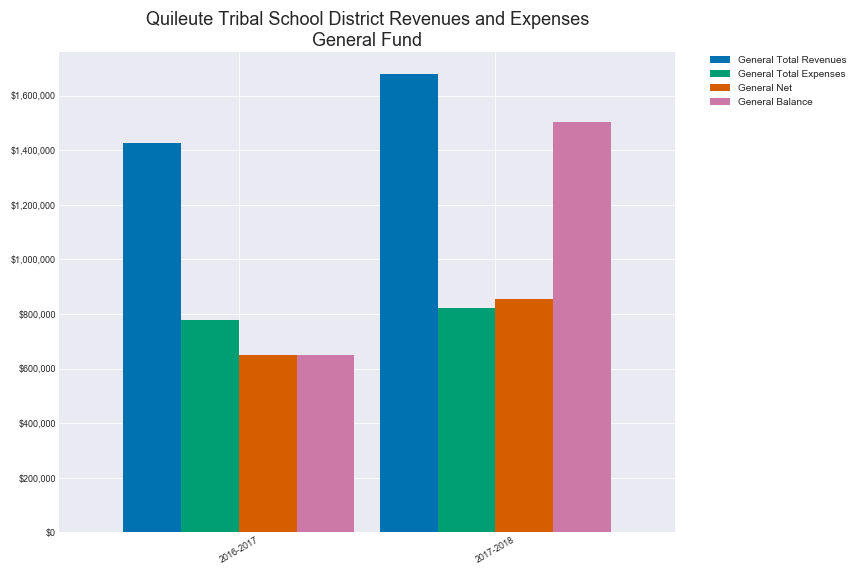 Quileute Tribal School District Revenues and Expenses
General Fund
General Total Revenues
General Total Expenses
General Net
General Balance
$1,600,000
$1,400,000
$1,200,000
$1,000,000
$800,000
$600,000
$400,000
$200,000
$0
2016-2017
2017-2018